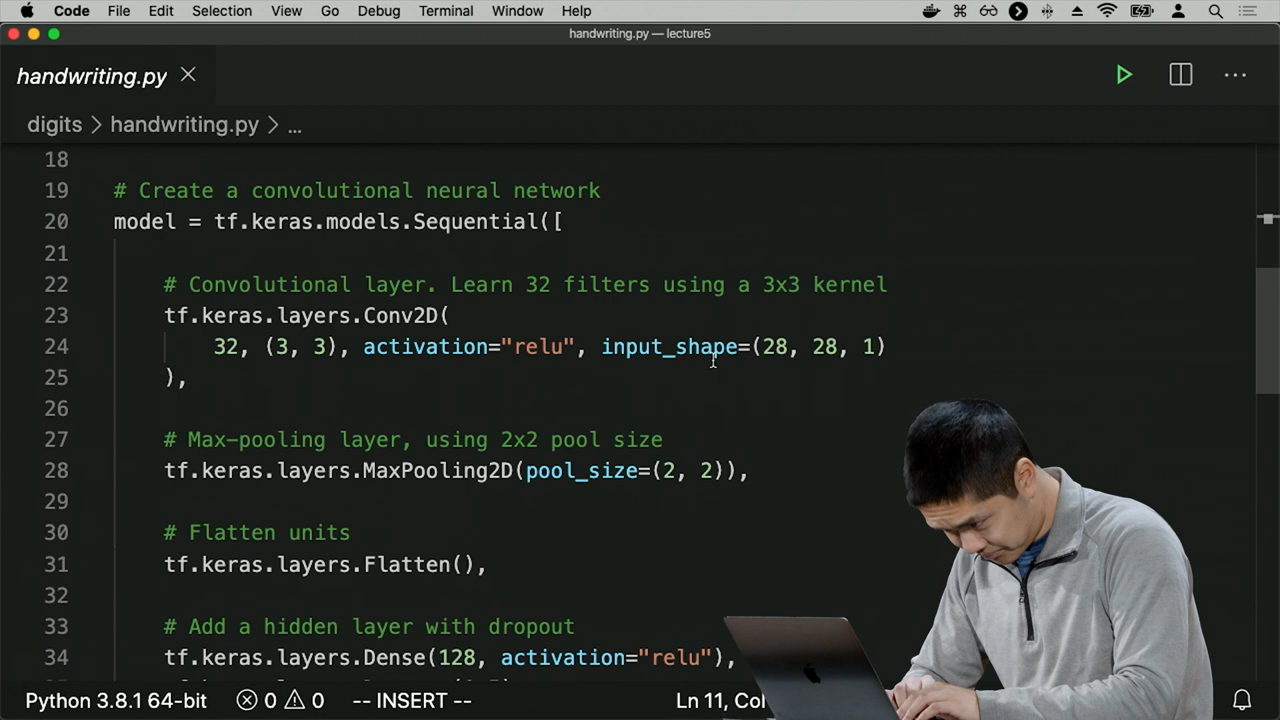 Code File Edit Selection View Go Debug Terminal Window Help
handwriting.py — lecture5
handwriting.py
digits > handwriting.py > ...
18
19 # Create a convolutional neural network
20 model = tf.keras.models.Sequential([
21
22 # Convolutional layer. Learn 32 filters using a 3x3 kernel
23 tf.keras.layers.Conv2D(
24 32, (3, 3), activation="relu", input_shape=(28, 28, 1)
25 ),
26
27 # Max-pooling layer, using 2x2 pool size
28 tf.keras.layers.MaxPooling2D(pool_size=(2, 2)),
29
30 # Flatten units
31 tf.keras.layers.Flatten(),
32
33 # Add a hidden layer with dropout
34 tf.keras.layers.Dense(128, activation="relu"),
Python 3.8.1 64-bit 0 0 -- INSERT -- Ln 11, Col